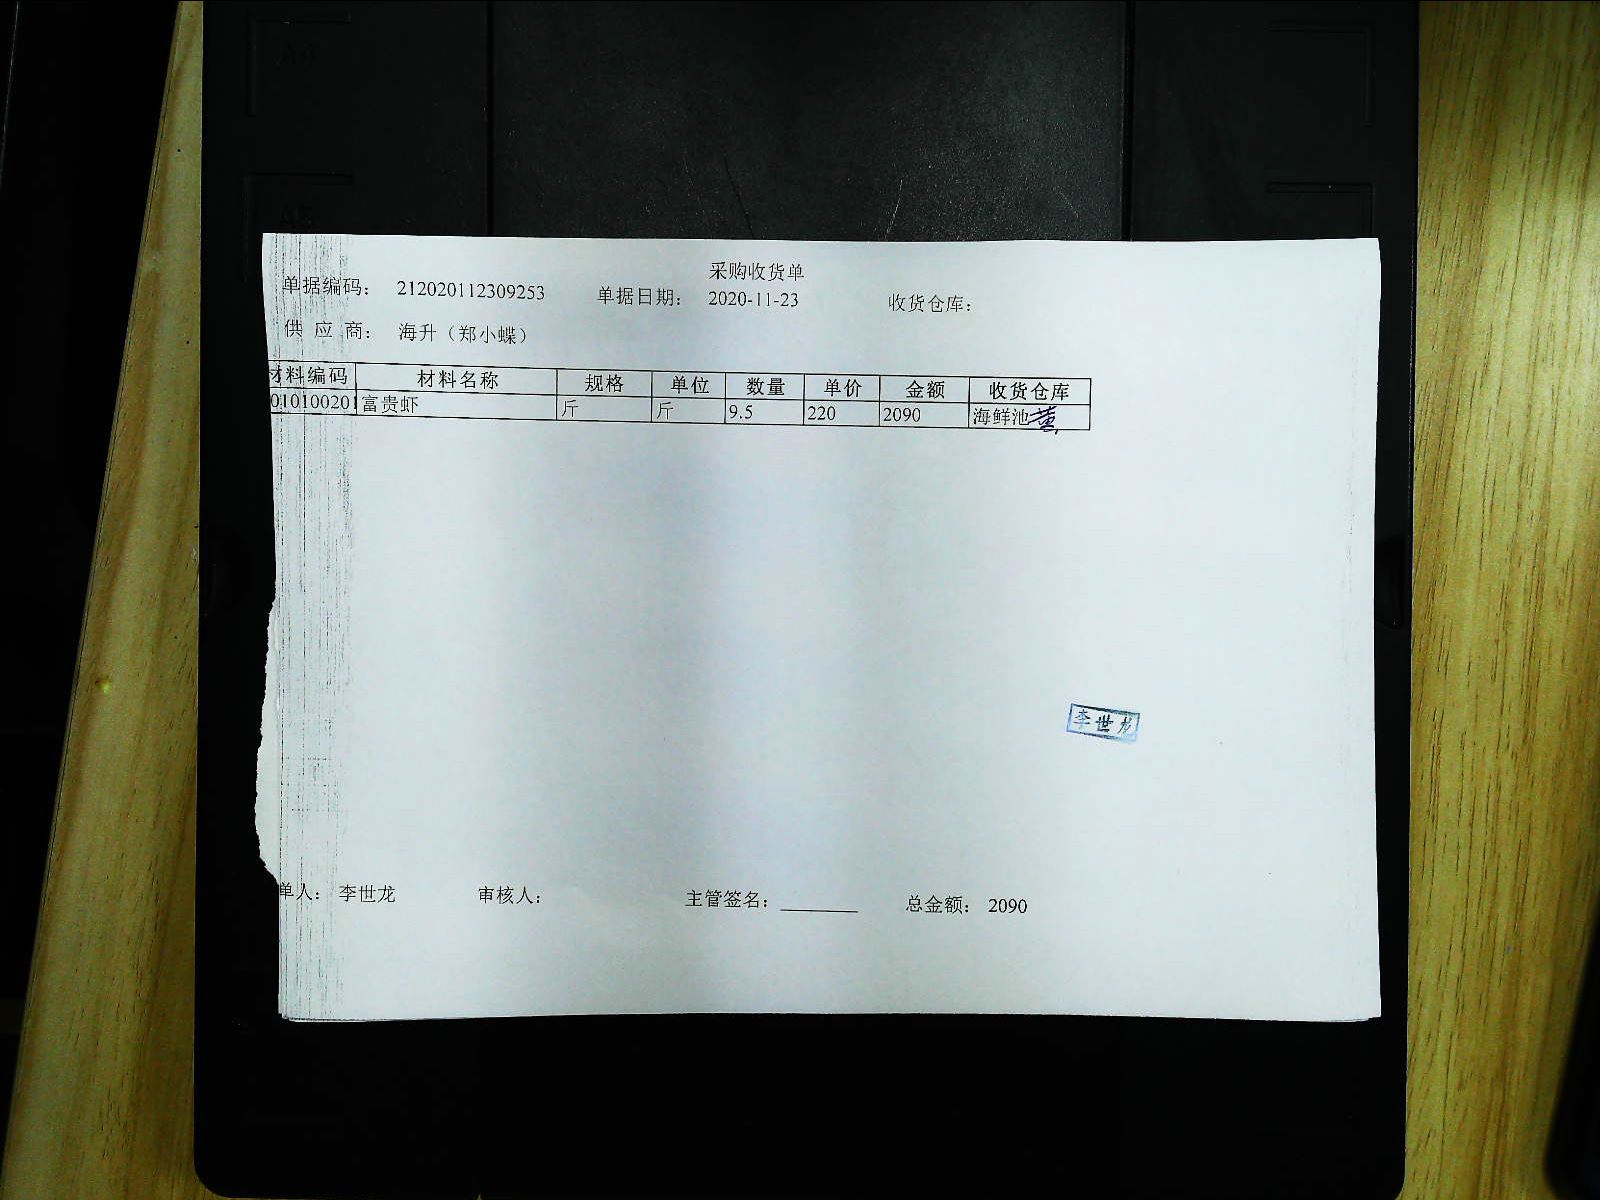 采购收货单
单据编码： 212020112309253 单据日期： 2020-11-23 收货仓库：
供 应 商： 海升（郑小蝶）
材料编码 材料名称 规格 单位 数量 单价 金额 收货仓库
010100201 富贵虾 斤 斤 9.5 220 2090 海鲜池
李世龙
单人： 李世龙 审核人： 主管签名： 总金额： 2090